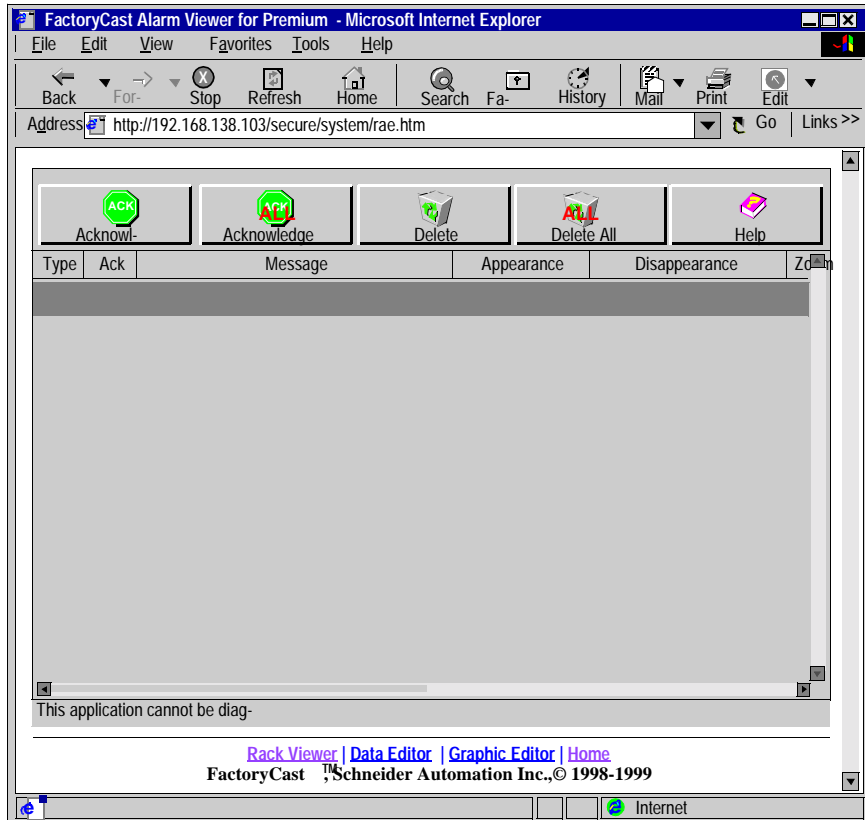 FactoryCast Alarm Viewer for Premium - Microsoft Internet Explorer
File Edit View Favorites Tools Help
Back For- Stop Refresh Home Search Fa- History Mail Print Edit
Address http://192.168.138.103/secure/system/rae.htm Go Links >>
ACK ACK ALL ALL
Acknowl- Acknowledge Delete Delete All Help
Type Ack Message Appearance Disappearance Zoom
This application cannot be diag-
Rack Viewer | Data Editor | Graphic Editor | Home
FactoryCast TM, Schneider Automation Inc.,© 1998-1999
Internet